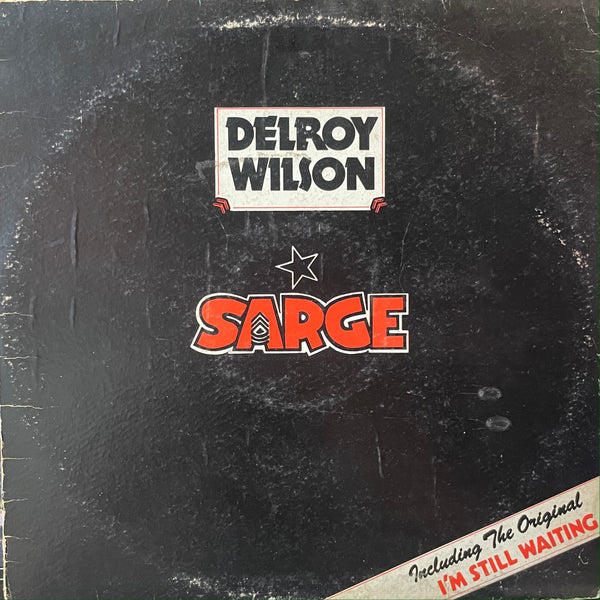 DELROY
WILSON
SARGE
Including The Original
I'M STILL WAITING